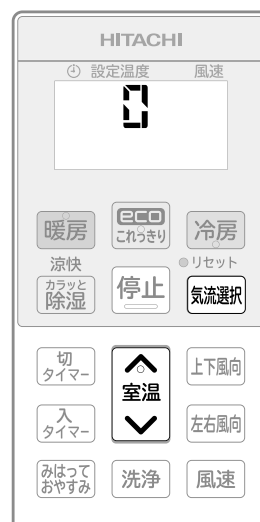 HITACHI
設定温度 風速
0
暖房
eco
これっきり
冷房
涼快
カラッと
除湿
停止
リセット
気流選択
切
タイマー
室温
上下風向
入
タイマー
左右風向
みはって
おやすみ
洗浄
風速